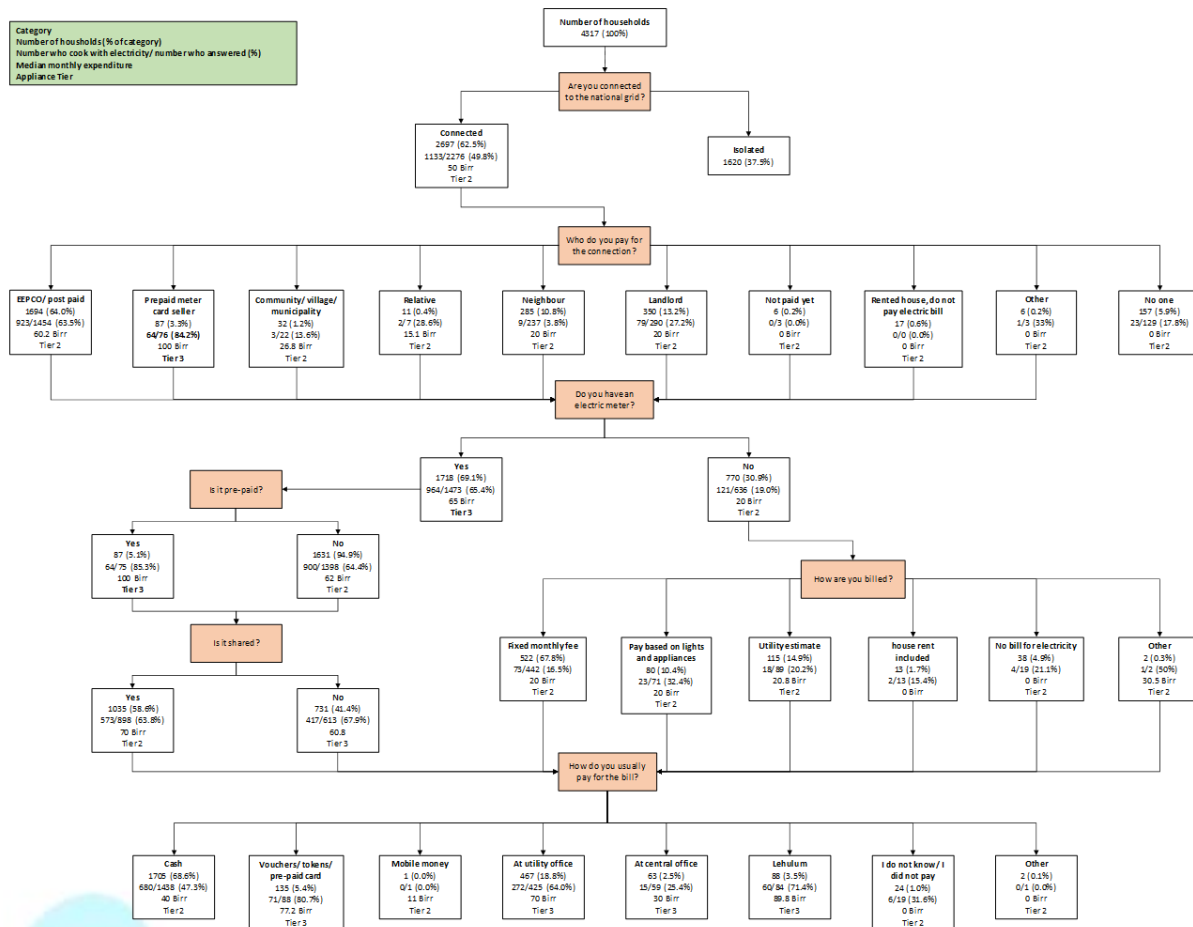 Category
Number of housholds (% of category)
Number who cook with electricity/ number who answered (%)
Median monthly expenditure
Appliance Tier
Number of households
4317 (100%)
Are you connected
to the national grid?
Connected
2697 (62.5%)
1133/2276 (49.8%)
50 Birr
Tier 2
Isolated
1620 (37.5%)
Who do you pay for
the connection?
EEPCO/ post paid
1694 (64.0%)
923/1454 (63.5%)
60.2 Birr
Tier 2
Prepaid meter
card seller
87 (3.3%)
64/76 (84.2%)
100 Birr
Tier 3
Community/ village/
municipality
32 (1.2%)
3/22 (13.6%)
26.8 Birr
Tier 2
Relative
11 (0.4%)
2/7 (28.6%)
15.1 Birr
Tier 2
Neighbour
285 (10.8%)
9/237 (3.8%)
20 Birr
Tier 2
Landlord
350 (13.2%)
79/290 (27.2%)
20 Birr
Tier 2
Not paid yet
6 (0.2%)
0/3 (0.0%)
0 Birr
Tier 2
Rented house, do not
pay electric bill
17 (0.6%)
0/0 (0.0%)
0 Birr
Tier 2
Other
6 (0.2%)
1/3 (33%)
0 Birr
Tier 2
No one
157 (5.9%)
23/129 (17.8%)
0 Birr
Tier 2
Do you have an
electric meter?
Yes
1718 (69.1%)
964/1473 (65.4%)
65 Birr
Tier 3
No
770 (30.9%)
121/636 (19.0%)
20 Birr
Tier 2
Is it pre-paid?
Yes
87 (5.1%)
64/75 (85.3%)
100 Birr
Tier 3
No
1631 (94.9%)
900/1398 (64.4%)
62 Birr
Tier 2
How are you billed?
Is it shared?
Fixed monthly fee
522 (67.8%)
73/442 (16.5%)
20 Birr
Tier 2
Pay based on lights
and appliances
80 (10.4%)
23/71 (32.4%)
20 Birr
Tier 2
Utility estimate
115 (14.9%)
18/89 (20.2%)
20.8 Birr
Tier 2
house rent
included
13 (1.7%)
2/13 (15.4%)
0 Birr
No bill for electricity
38 (4.9%)
4/19 (21.1%)
0 Birr
Tier 2
Other
2 (0.3%)
1/2 (50%)
30.5 Birr
Tier 2
Yes
1035 (58.6%)
573/898 (63.8%)
70 Birr
Tier 2
No
731 (41.4%)
417/613 (67.9%)
60.8
Tier 3
How do you usually
pay for the bill?
Cash
1705 (68.6%)
680/1438 (47.3%)
40 Birr
Tier 2
Vouchers/ tokens/
pre-paid card
135 (5.4%)
71/88 (80.7%)
77.2 Birr
Tier 3
Mobile money
1 (0.0%)
0/1 (0.0%)
11 Birr
Tier 2
At utility office
467 (18.8%)
272/425 (64.0%)
70 Birr
Tier 3
At central office
63 (2.5%)
15/59 (25.4%)
30 Birr
Tier 3
Lehulum
88 (3.5%)
60/84 (71.4%)
89.8 Birr
Tier 3
I do not know/ I
did not pay
24 (1.0%)
6/19 (31.6%)
0 Birr
Tier 2
Other
2 (0.1%)
0/1 (0.0%)
0 Birr
Tier 2